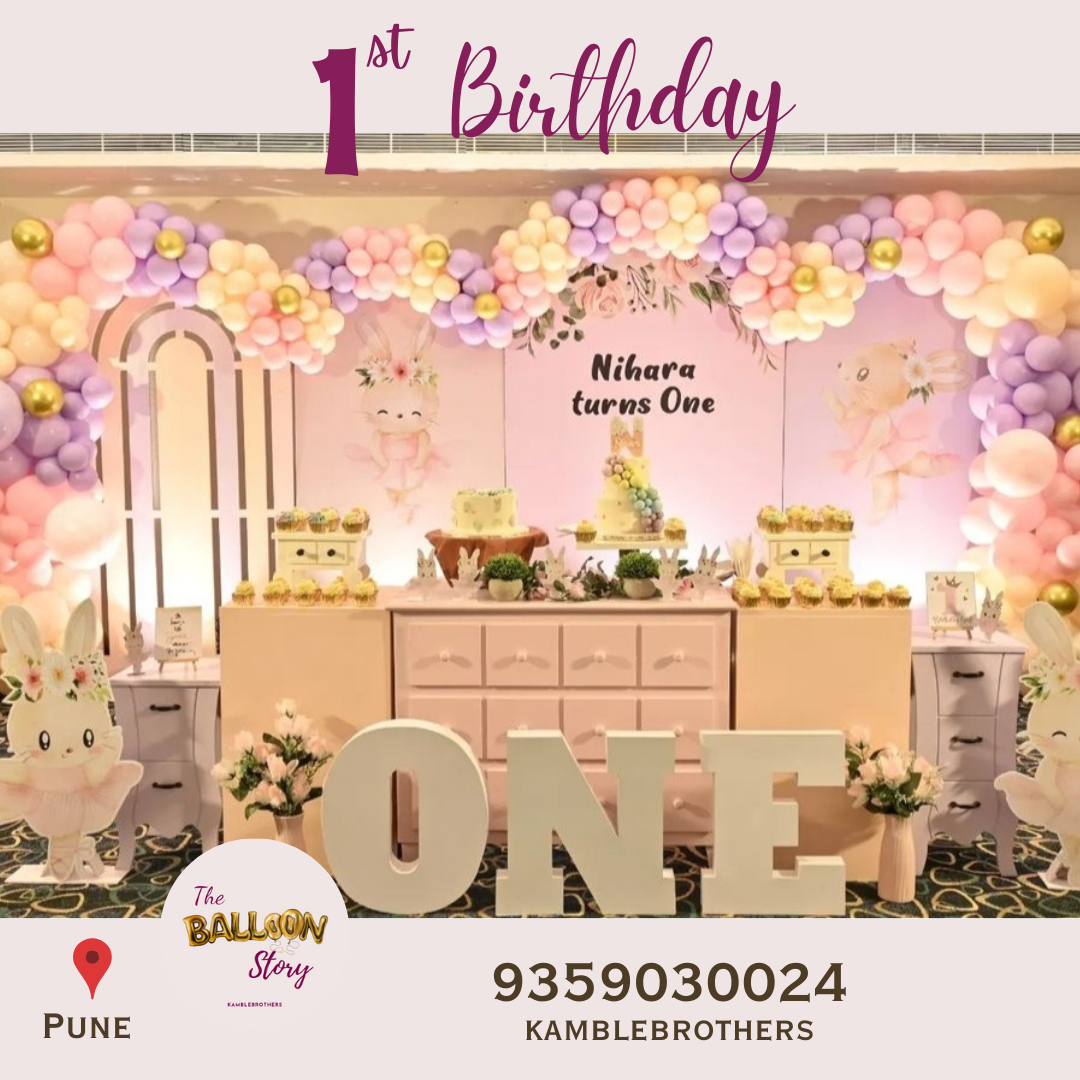 1st Birthday
Nihara
turns One
ONE
The
BALLOON
Story
KAMBLEBROTHERS
PUNE
9359030024
KAMBLEBROTHERS